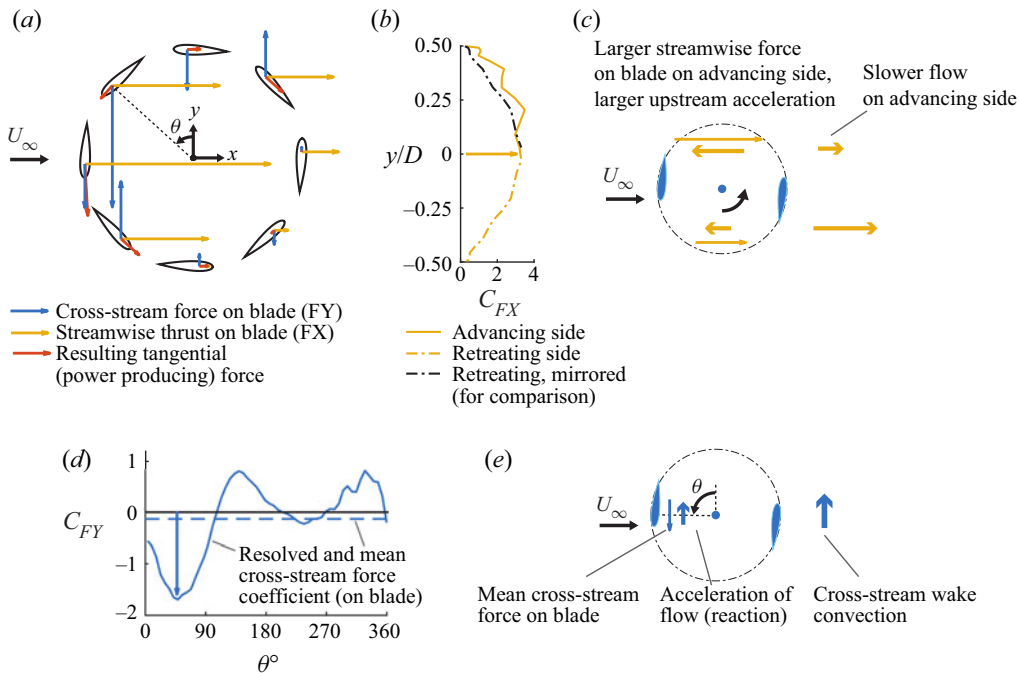 (a)
U∞
θ
y
x
Cross-stream force on blade (FY)
Streamwise thrust on blade (FX)
Resulting tangential
(power producing) force
(b)
0.50
0.25
y/D 0
–0.25
–0.50
0 2 4
C_FX
Advancing side
Retreating side
Retreating, mirrored
(for comparison)
(c)
Larger streamwise force
on blade on advancing side,
larger upstream acceleration
Slower flow
on advancing side
U∞
(d)
1
0
C_FY
–1
–2
Resolved and mean
cross-stream force
coefficient (on blade)
0 90 180 270 360
θ°
(e)
θ
U∞
Mean cross-stream
force on blade
Acceleration of
flow (reaction)
Cross-stream wake
convection